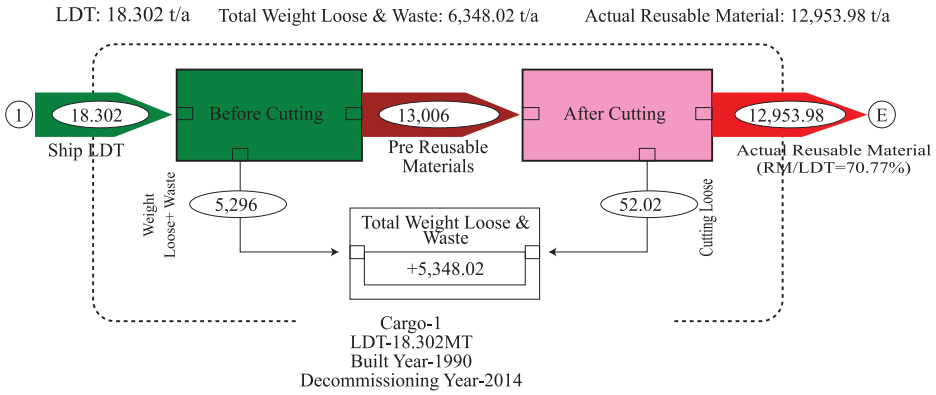 LDT: 18.302 t/a
Total Weight Loose & Waste: 6,348.02 t/a
Actual Reusable Material: 12,953.98 t/a
1
18.302
Ship LDT
Before Cutting
13,006
Pre Reusable
Materials
After Cutting
12,953.98
E
Actual Reusable Material
(RM/LDT=70.77%)
Weight
Loose+ Waste
5,296
52.02
Cutting Loose
Total Weight Loose &
Waste
+5,348.02
Cargo-1
LDT-18.302MT
Built Year-1990
Decommissioning Year-2014